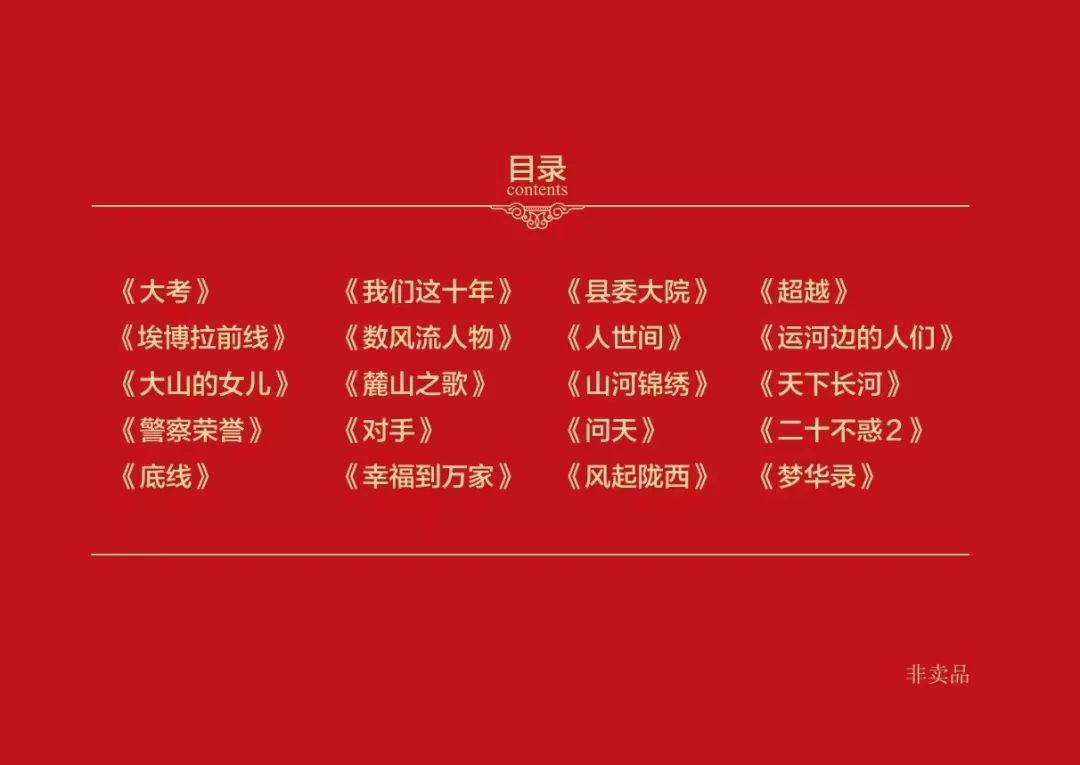 目录
contents
《大考》 《我们这十年》 《县委大院》 《超越》
《埃博拉前线》 《数风流人物》 《人世间》 《运河边的人们》
《大山的女儿》 《麓山之歌》 《山河锦绣》 《天下长河》
《警察荣誉》 《对手》 《问天》 《二十不惑2》
《底线》 《幸福到万家》 《风起陇西》 《梦华录》
非卖品